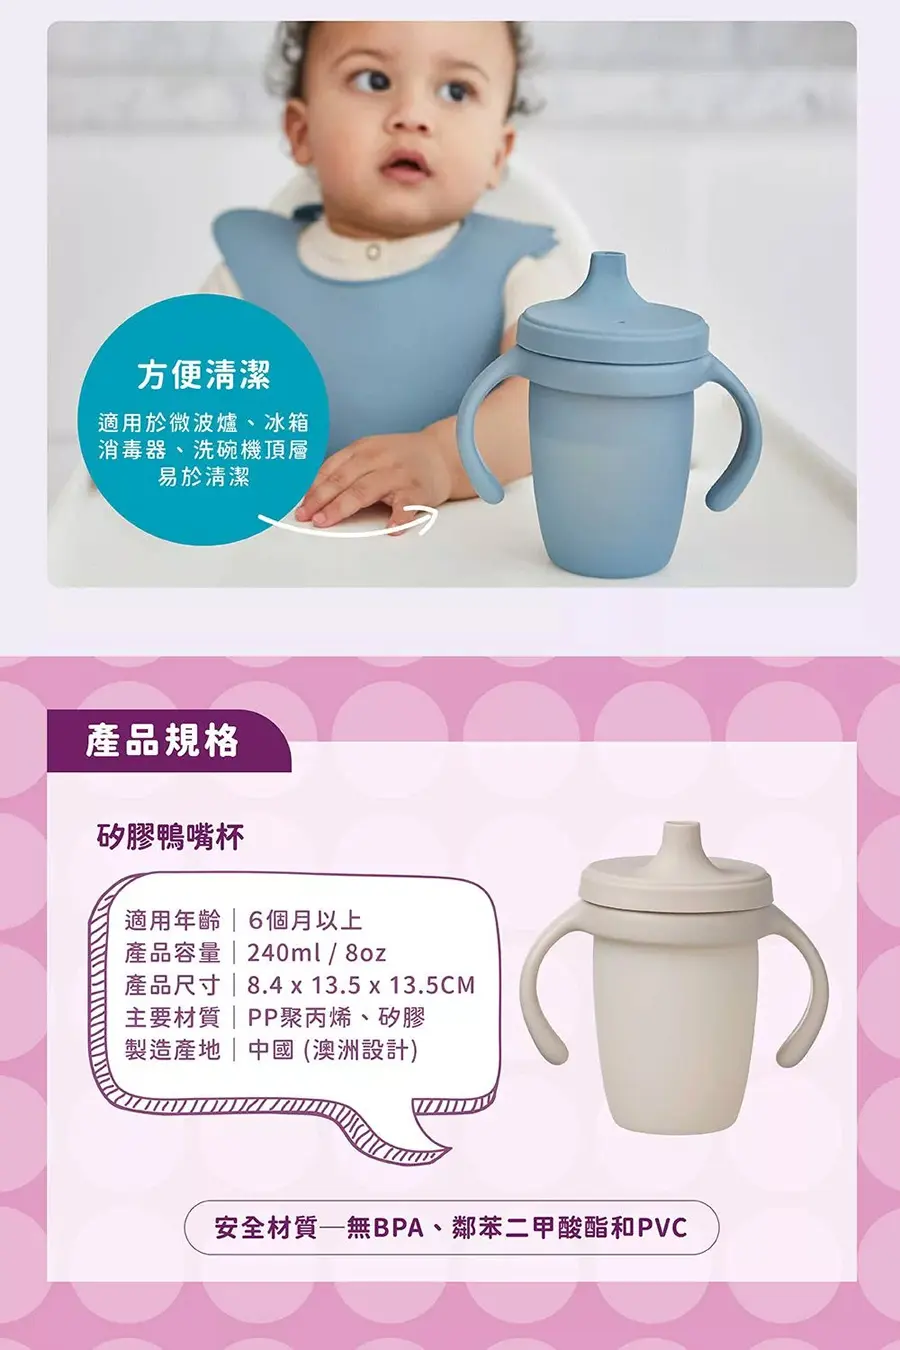 方便清潔
適用於微波爐、冰箱
消毒器、洗碗機頂層
易於清潔
產品規格
矽膠鴨嘴杯
適用年齡｜6個月以上
產品容量｜240ml / 8oz
產品尺寸｜8.4 x 13.5 x 13.5CM
主要材質｜PP聚丙烯、矽膠
製造產地｜中國 (澳洲設計)
安全材質─無BPA、鄰苯二甲酸酯和PVC